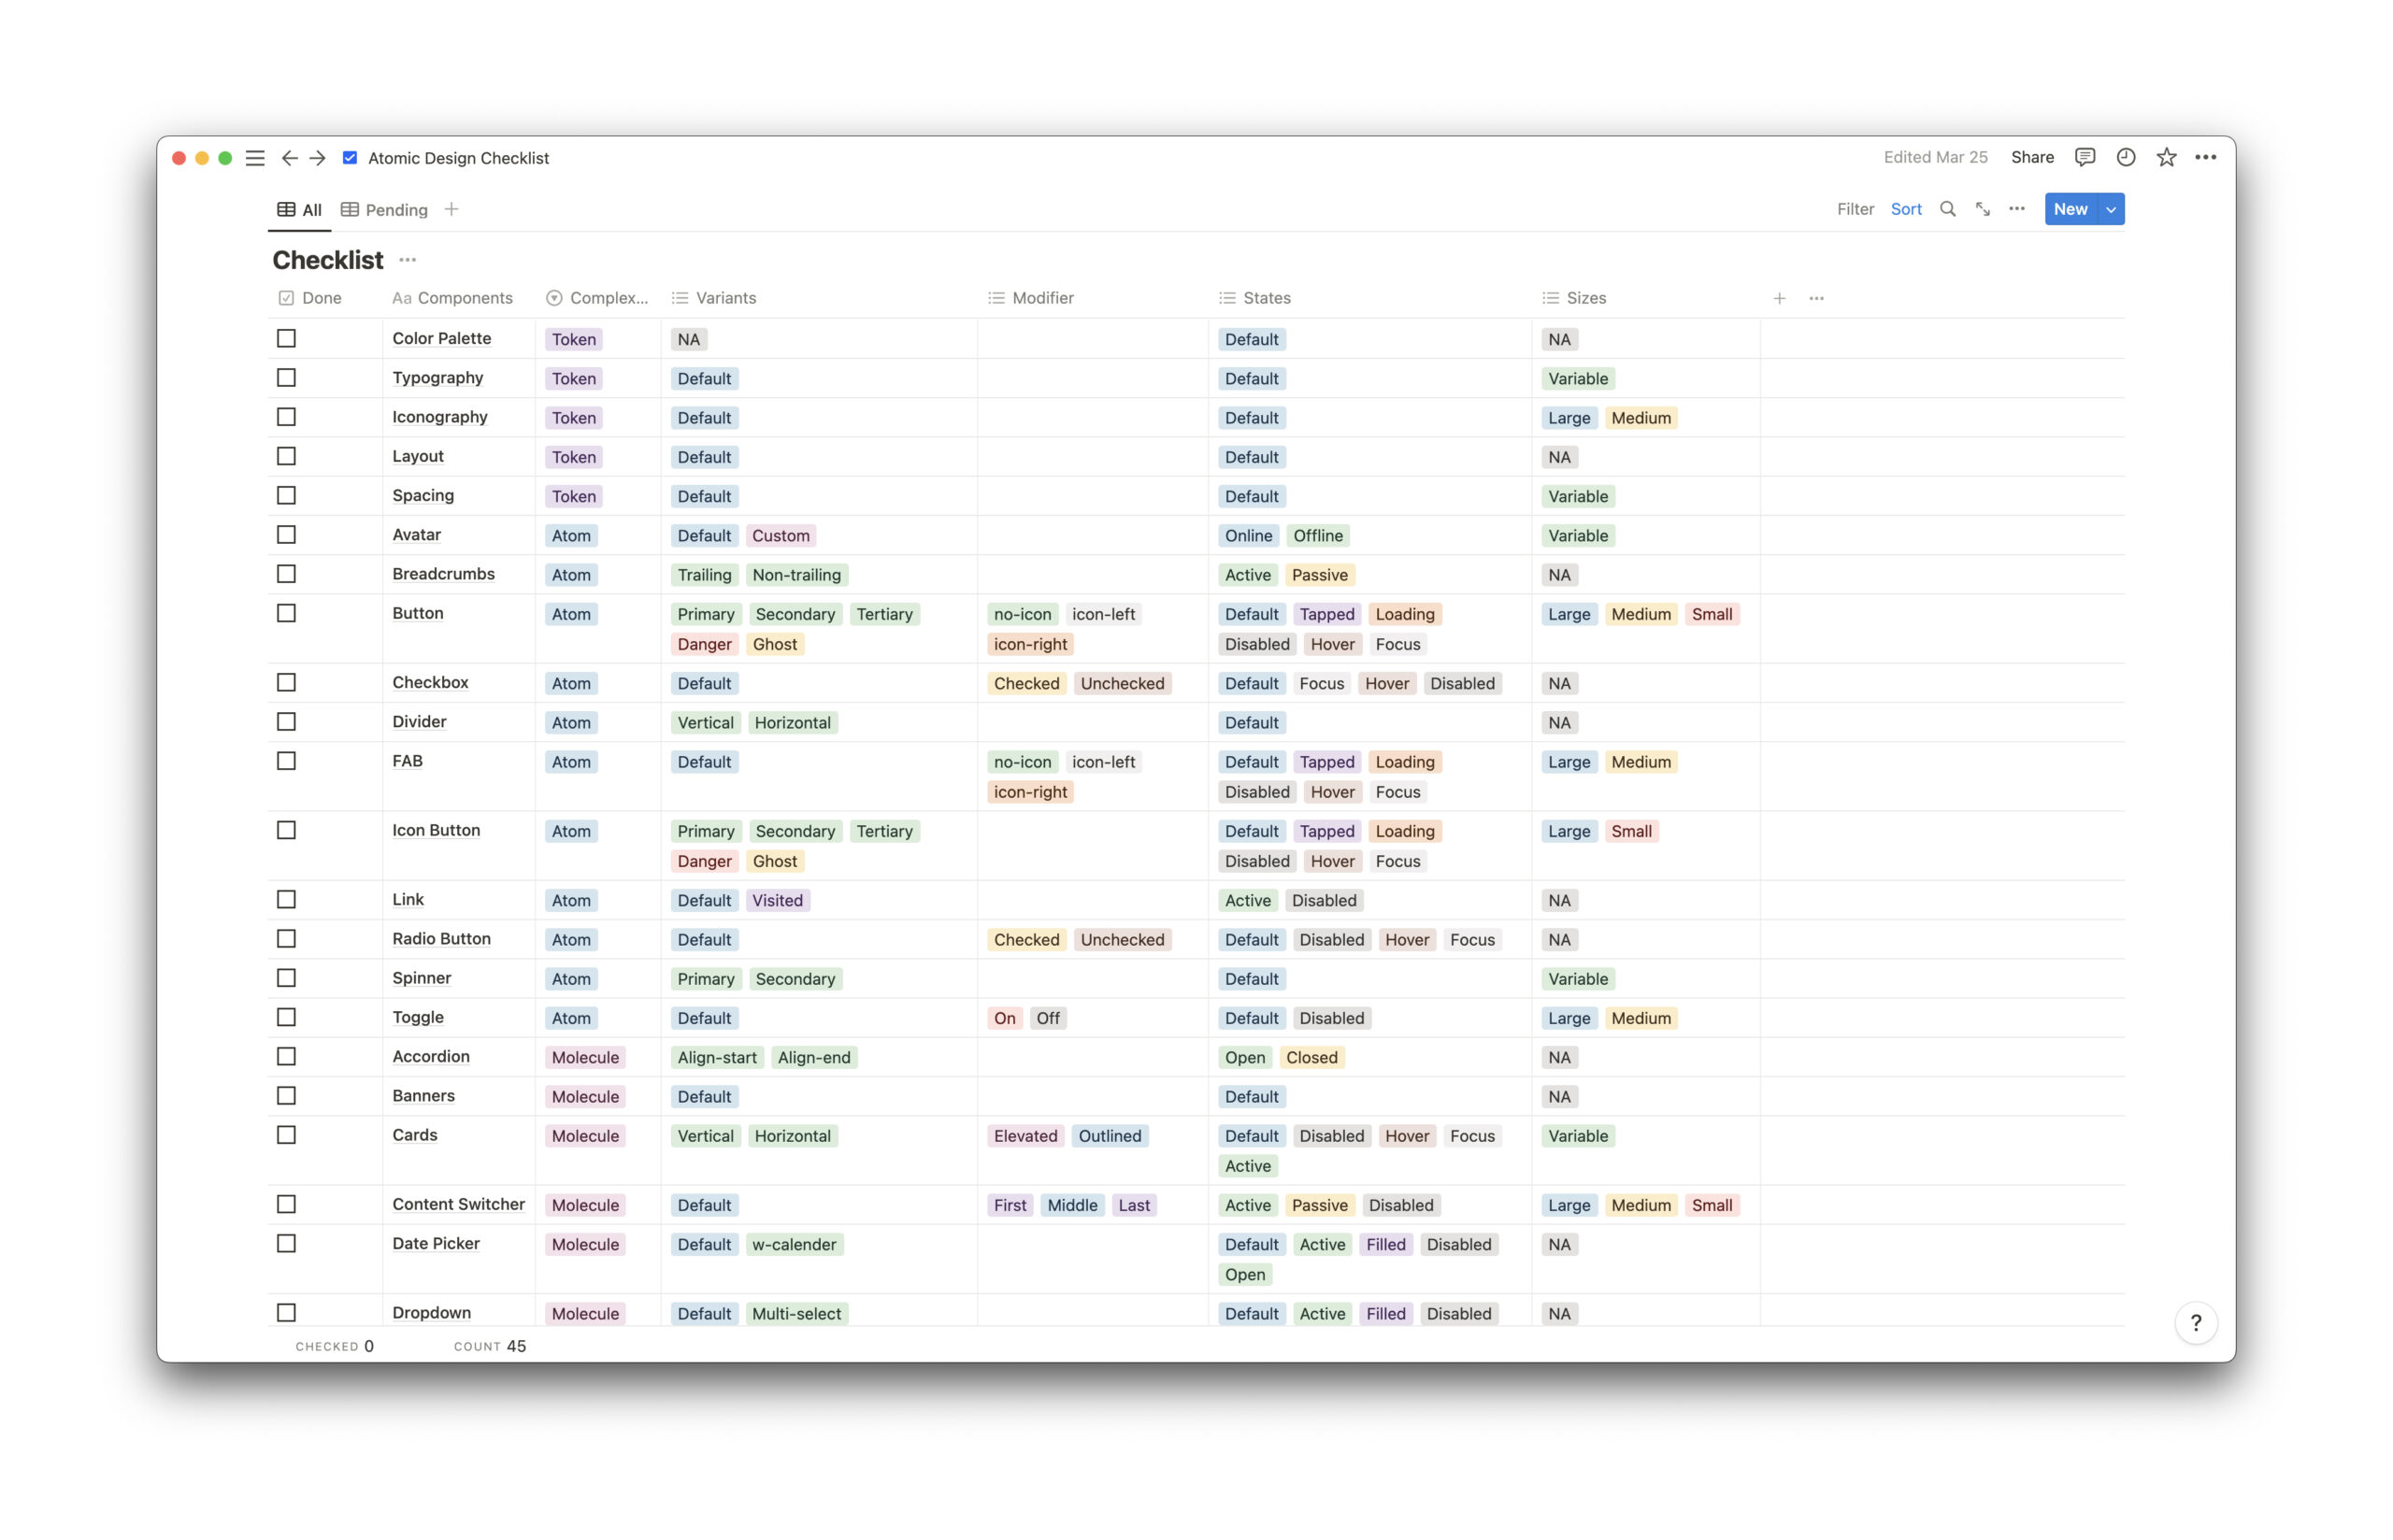 Atomic Design Checklist Edited Mar 25 Share
All Pending Filter Sort New
Checklist
Done Aa Components Complex... Variants Modifier States Sizes
Color Palette Token NA Default NA
Typography Token Default Default Variable
Iconography Token Default Default Large Medium
Layout Token Default Default NA
Spacing Token Default Default Variable
Avatar Atom Default Custom Online Offline Variable
Breadcrumbs Atom Trailing Non-trailing Active Passive NA
Button Atom Primary Secondary Tertiary no-icon icon-left Default Tapped Loading Large Medium Small
Danger Ghost icon-right Disabled Hover Focus
Checkbox Atom Default Checked Unchecked Default Focus Hover Disabled NA
Divider Atom Vertical Horizontal Default NA
FAB Atom Default no-icon icon-left Default Tapped Loading Large Medium
icon-right Disabled Hover Focus
Icon Button Atom Primary Secondary Tertiary Default Tapped Loading Large Small
Danger Ghost Disabled Hover Focus
Link Atom Default Visited Active Disabled NA
Radio Button Atom Default Checked Unchecked Default Disabled Hover Focus NA
Spinner Atom Primary Secondary Default Variable
Toggle Atom Default On Off Default Disabled Large Medium
Accordion Molecule Align-start Align-end Open Closed NA
Banners Molecule Default Default NA
Cards Molecule Vertical Horizontal Elevated Outlined Default Disabled Hover Focus Variable
Active
Content Switcher Molecule Default First Middle Last Active Passive Disabled Large Medium Small
Date Picker Molecule Default w-calender Default Active Filled Disabled NA
Open
Dropdown Molecule Default Multi-select Default Active Filled Disabled NA
CHECKED 0 COUNT 45
?